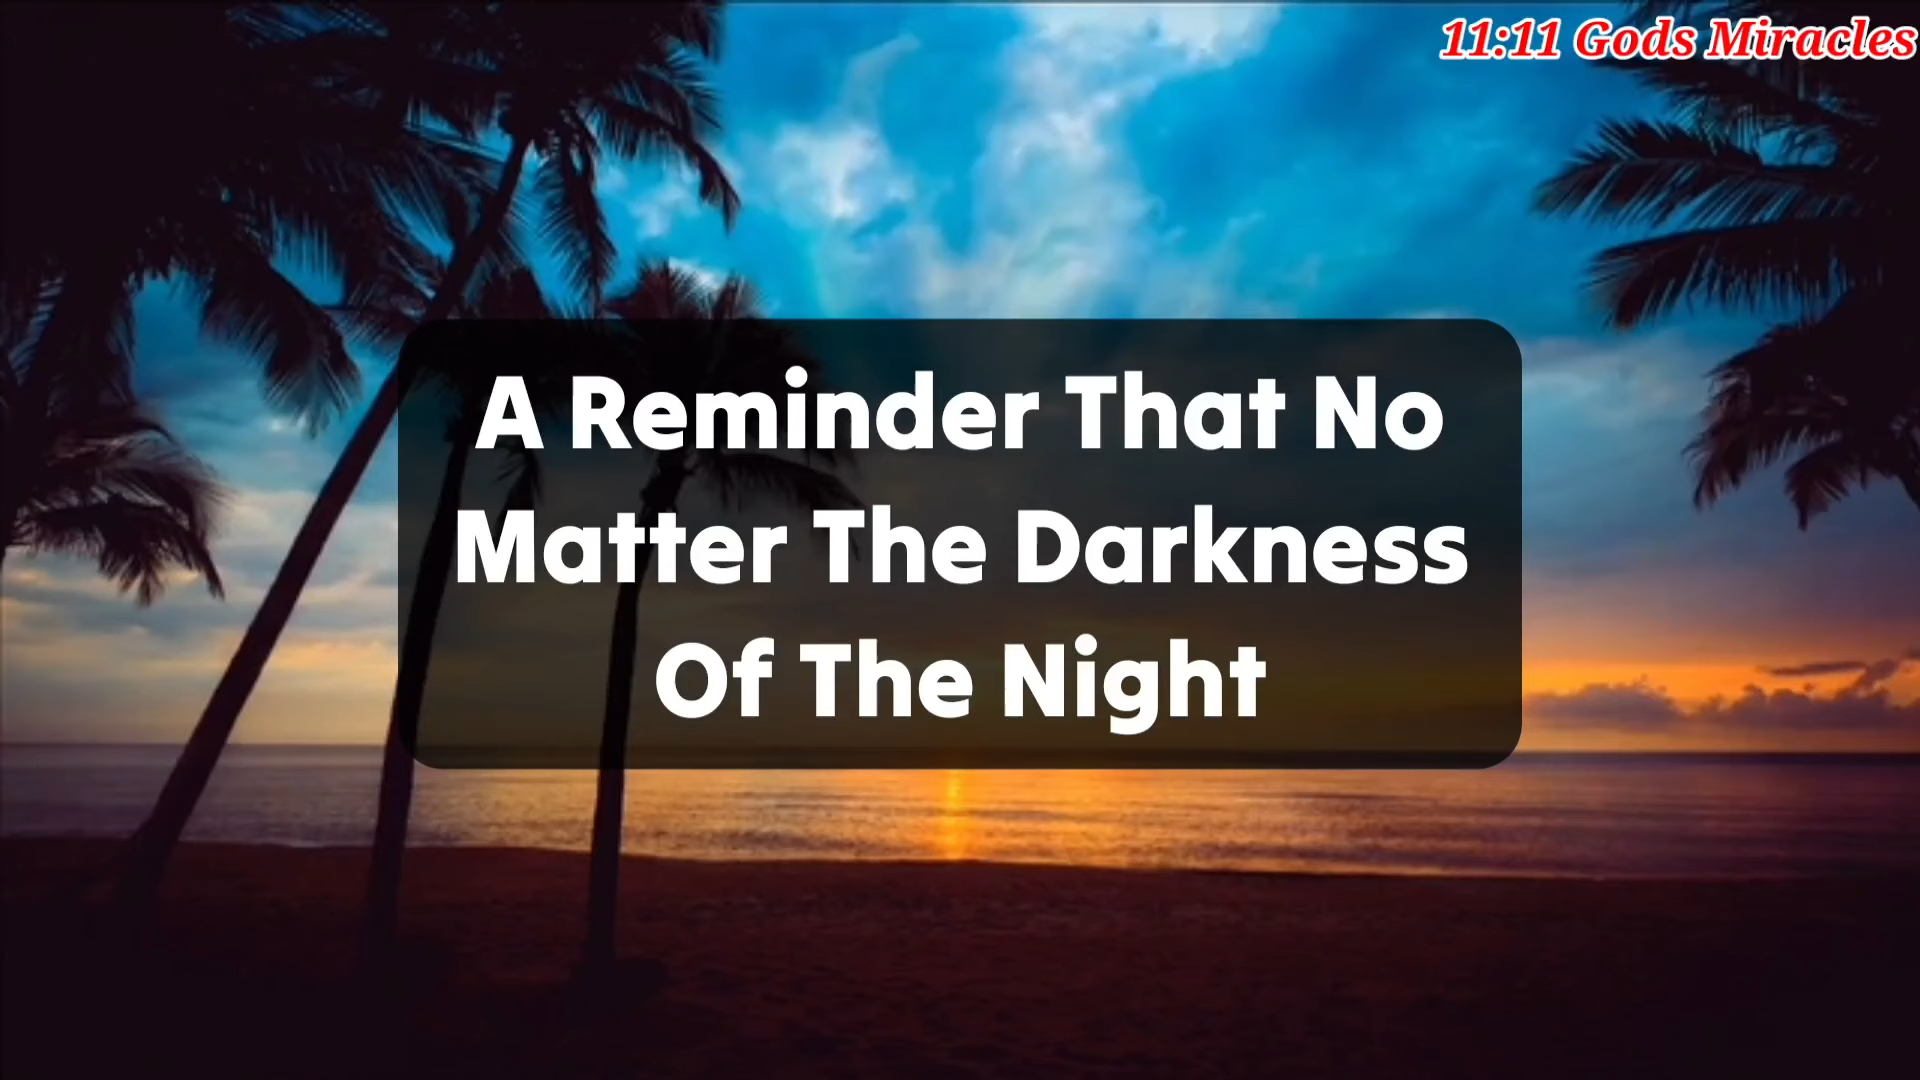 11:11 Gods Miracles
A Reminder That No
Matter The Darkness
Of The Night